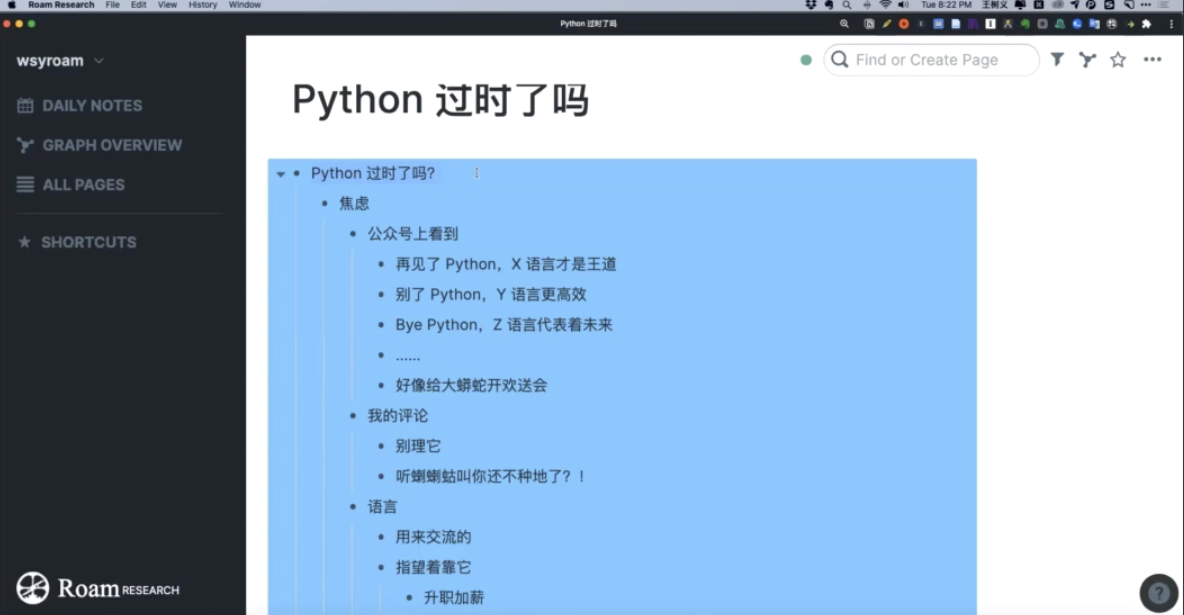 Roam Research File Edit View History Window Tue 8:22 PM 王树义
Python 过时了吗
wsyroam
Find or Create Page
DAILY NOTES
GRAPH OVERVIEW
ALL PAGES
SHORTCUTS
Python 过时了吗
Python 过时了吗?
焦虑
公众号上看到
再见了 Python，X 语言才是王道
别了 Python，Y 语言更高效
Bye Python，Z 语言代表着未来
......
好像给大蟒蛇开欢送会
我的评论
别理它
听蝲蝲蛄叫你还不种地了？！
语言
用来交流的
指望着靠它
升职加薪
Roam RESEARCH
?